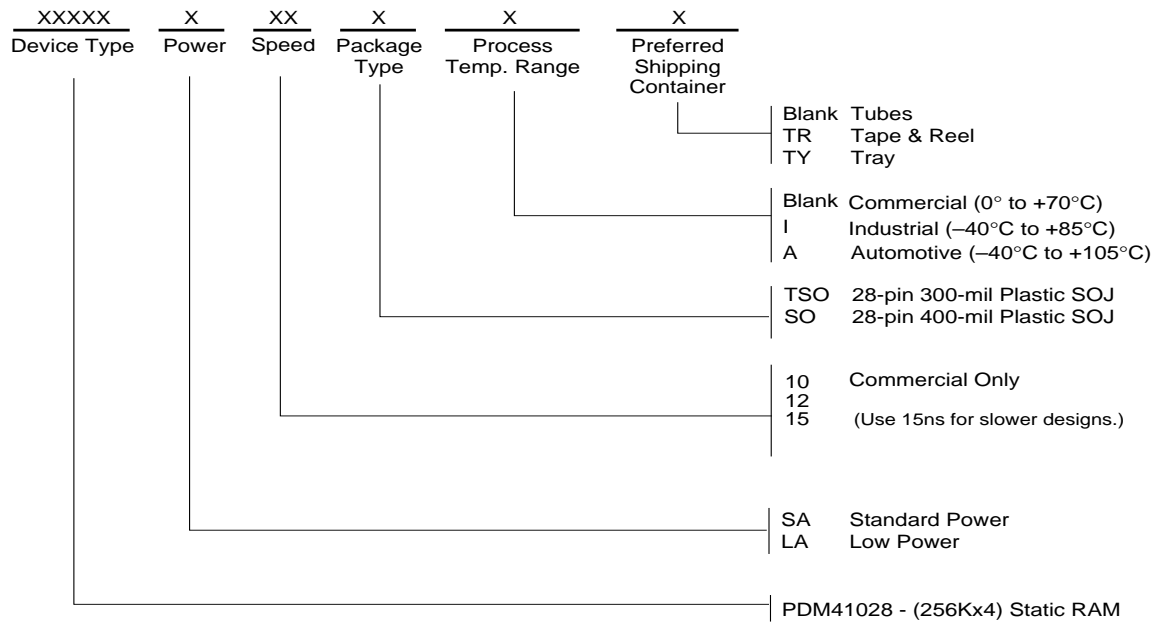 XXXXX X XX X X X
Device Type Power Speed Package Process Preferred
Type Temp. Range Shipping
Container
Blank Tubes
TR Tape & Reel
TY Tray
Blank Commercial (0° to +70°C)
I Industrial (–40°C to +85°C)
A Automotive (–40°C to +105°C)
TSO 28-pin 300-mil Plastic SOJ
SO 28-pin 400-mil Plastic SOJ
10 Commercial Only
12
15 (Use 15ns for slower designs.)
SA Standard Power
LA Low Power
PDM41028 - (256Kx4) Static RAM